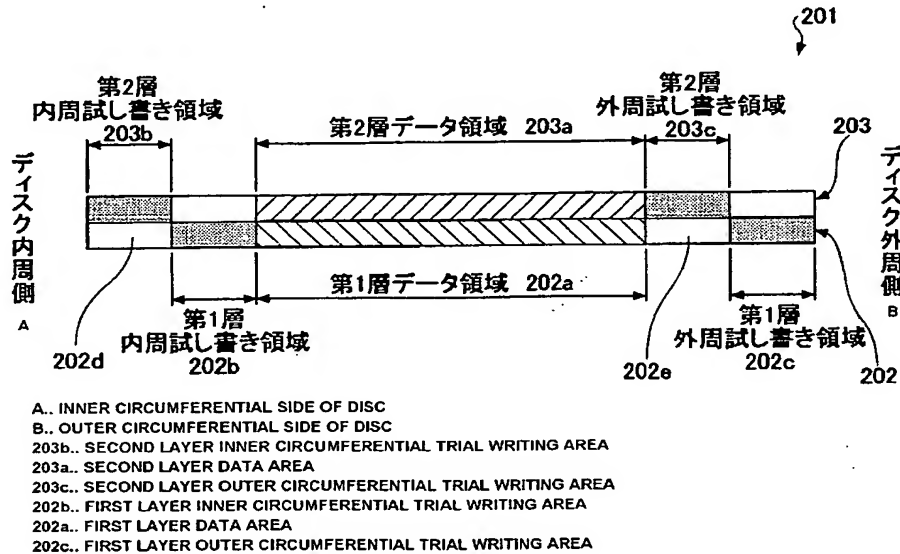 201
第2層
内周試し書き領域
203b
第2層データ領域 203a
第2層
外周試し書き領域
203c
203
ディスク内周側
A
ディスク外周側
B
202d
第1層
内周試し書き領域
202b
第1層データ領域 202a
202e
第1層
外周試し書き領域
202c
202
A.. INNER CIRCUMFERENTIAL SIDE OF DISC
B.. OUTER CIRCUMFERENTIAL SIDE OF DISC
203b.. SECOND LAYER INNER CIRCUMFERENTIAL TRIAL WRITING AREA
203a.. SECOND LAYER DATA AREA
203c.. SECOND LAYER OUTER CIRCUMFERENTIAL TRIAL WRITING AREA
202b.. FIRST LAYER INNER CIRCUMFERENTIAL TRIAL WRITING AREA
202a.. FIRST LAYER DATA AREA
202c.. FIRST LAYER OUTER CIRCUMFERENTIAL TRIAL WRITING AREA